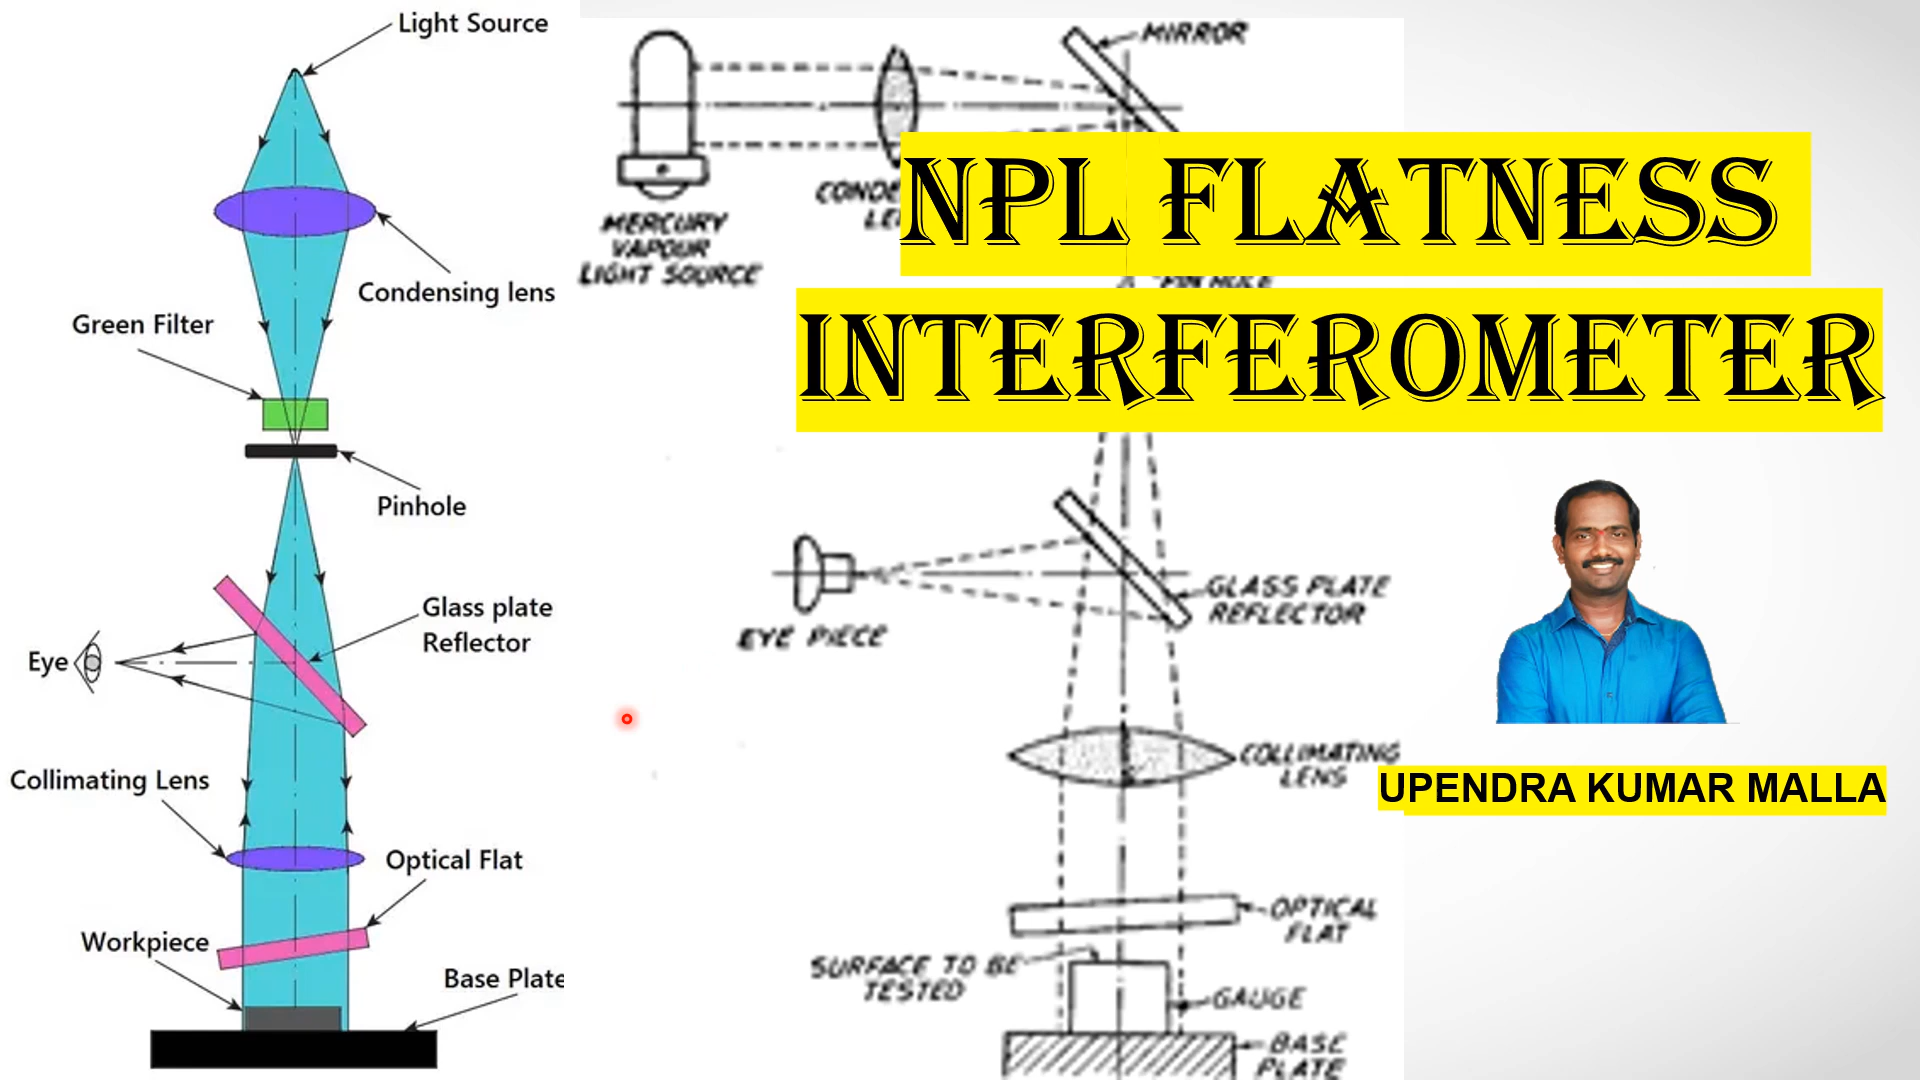 Light Source
Condensing lens
Green Filter
Pinhole
Glass plate
Reflector
Eye
Collimating Lens
Optical Flat
Workpiece
Base Plate
MIRROR
MERCURY
VAPOUR
LIGHT SOURCE
NPL FLATNESS
INTERFEROMETER
GLASS PLATE
REFLECTOR
EYE PIECE
COLLIMATING
LENS
UPENDRA KUMAR MALLA
OPTICAL
FLAT
SURFACE TO BE
TESTED
GAUGE
BASE
PLATE